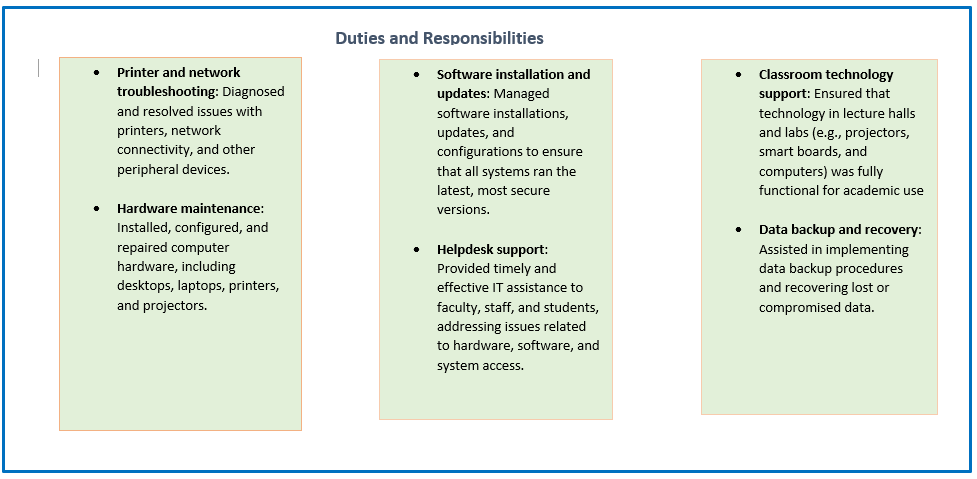 Duties and Responsibilities
• Printer and network
troubleshooting: Diagnosed
and resolved issues with
printers, network
connectivity, and other
peripheral devices.
• Hardware maintenance:
Installed, configured, and
repaired computer
hardware, including
desktops, laptops, printers,
and projectors.
• Software installation and
updates: Managed
software installations,
updates, and
configurations to ensure
that all systems ran the
latest, most secure
versions.
• Helpdesk support:
Provided timely and
effective IT assistance to
faculty, staff, and students,
addressing issues related
to hardware, software, and
system access.
• Classroom technology
support: Ensured that
technology in lecture halls
and labs (e.g., projectors,
smart boards, and
computers) was fully
functional for academic use
• Data backup and recovery:
Assisted in implementing
data backup procedures
and recovering lost or
compromised data.